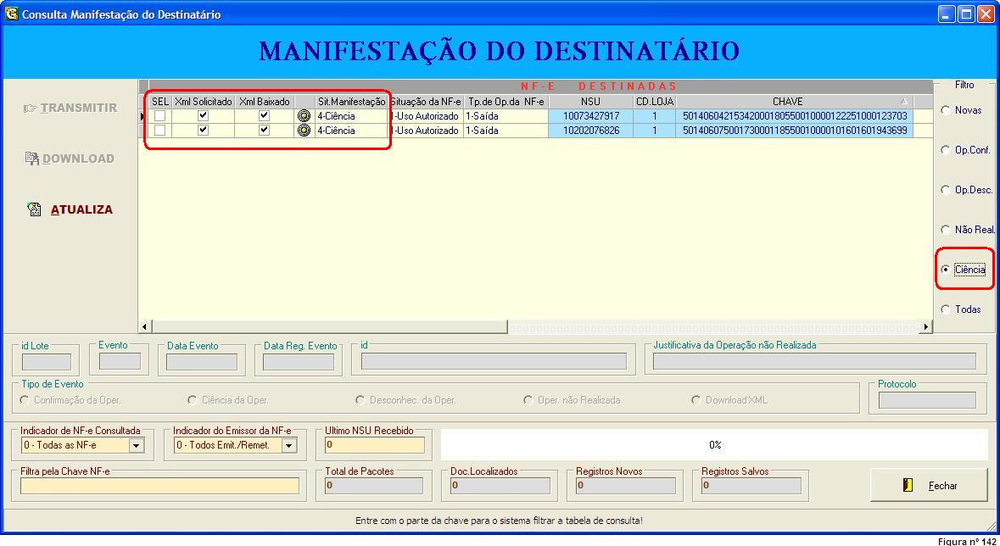 Consulta Manifestação do Destinatário
MANIFESTAÇÃO DO DESTINATÁRIO
TRANSMITIR
DOWNLOAD
ATUALIZA
NF-E DESTINADAS
SEL Xml Solicitado Xml Baixado Sit.Manifestação Situação da NF-e Tp.de Op.da NF-e NSU CD.LOJA CHAVE
4-Ciência 1-Uso Autorizado 1-Saída 10073427917 1 50140604215342000180550010000122251000123703
4-Ciência 1-Uso Autorizado 1-Saída 10202076826 1 50140607500173000118550010000101601601943699
Filtro
Novas
Op.Conf.
Op.Desc.
Não Real.
Ciência
Todas
id Lote Evento Data Evento Data Reg. Evento id Justificativa da Operação não Realizada
Tipo de Evento Protocolo
Confirmação da Oper. Ciência da Oper. Desconhec. da Oper. Oper. não Realizada Download XML
Indicador de NF-e Consultada Indicador do Emissor da NF-e Ultimo NSU Recebido
0 - Todas as NF-e 0 - Todos Emit./Remet. 0 0%
Filtra pela Chave NF-e Total de Pacotes Doc.Localizados Registros Novos Registros Salvos
0 0 0 0 Fechar
Entre com o parte da chave para o sistema filtrar a tabela de consulta!
Figura nº 142